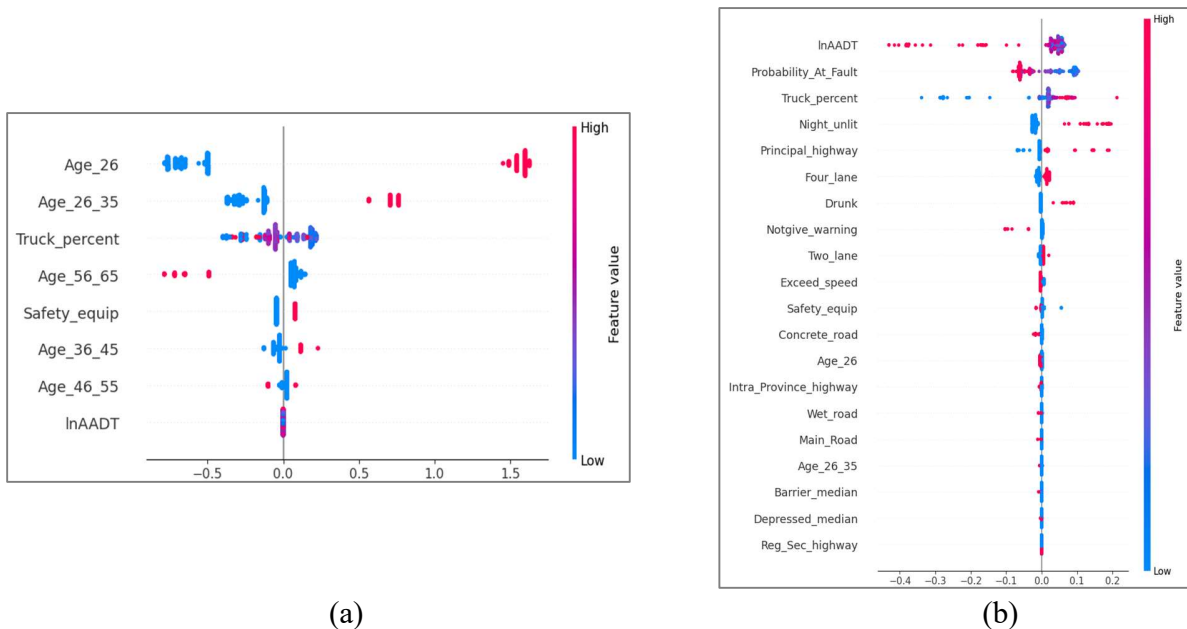 High
Age_26
Age_26_35
Truck_percent
Age_56_65
Safety_equip
Age_36_45
Age_46_55
lnAADT
Feature value
Low
−0.5 0.0 0.5 1.0 1.5
(a)
High
lnAADT
Probability_At_Fault
Truck_percent
Night_unlit
Principal_highway
Four_lane
Drunk
Notgive_warning
Two_lane
Exceed_speed
Safety_equip
Concrete_road
Age_26
Intra_Province_highway
Wet_road
Main_Road
Age_26_35
Barrier_median
Depressed_median
Reg_Sec_highway
Feature value
Low
−0.4 −0.3 −0.2 −0.1 0.0 0.1 0.2
(b)